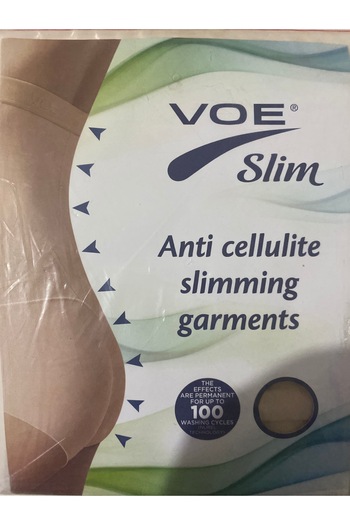 VOE®
Slim
Anti cellulite
slimming
garments
THE
EFFECTS
ARE PERMANENT
FOR UP TO
100
WASHING CYCLES